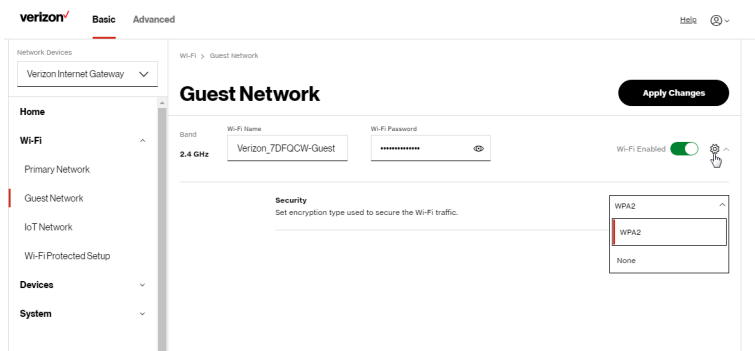 verizon
Basic Advanced
Help
Network Devices
Verizon Internet Gateway
Home
Wi-Fi
Primary Network
Guest Network
IoT Network
Wi-Fi Protected Setup
Devices
System
Wi-Fi > Guest Network
Guest Network
Apply Changes
Band
2.4 GHz
Wi-Fi Name
Verizon_7DFQCW-Guest
Wi-Fi Password
••••••••••••••
Wi-Fi Enabled
Security
Set encryption type used to secure the Wi-Fi traffic.
WPA2
WPA2
None